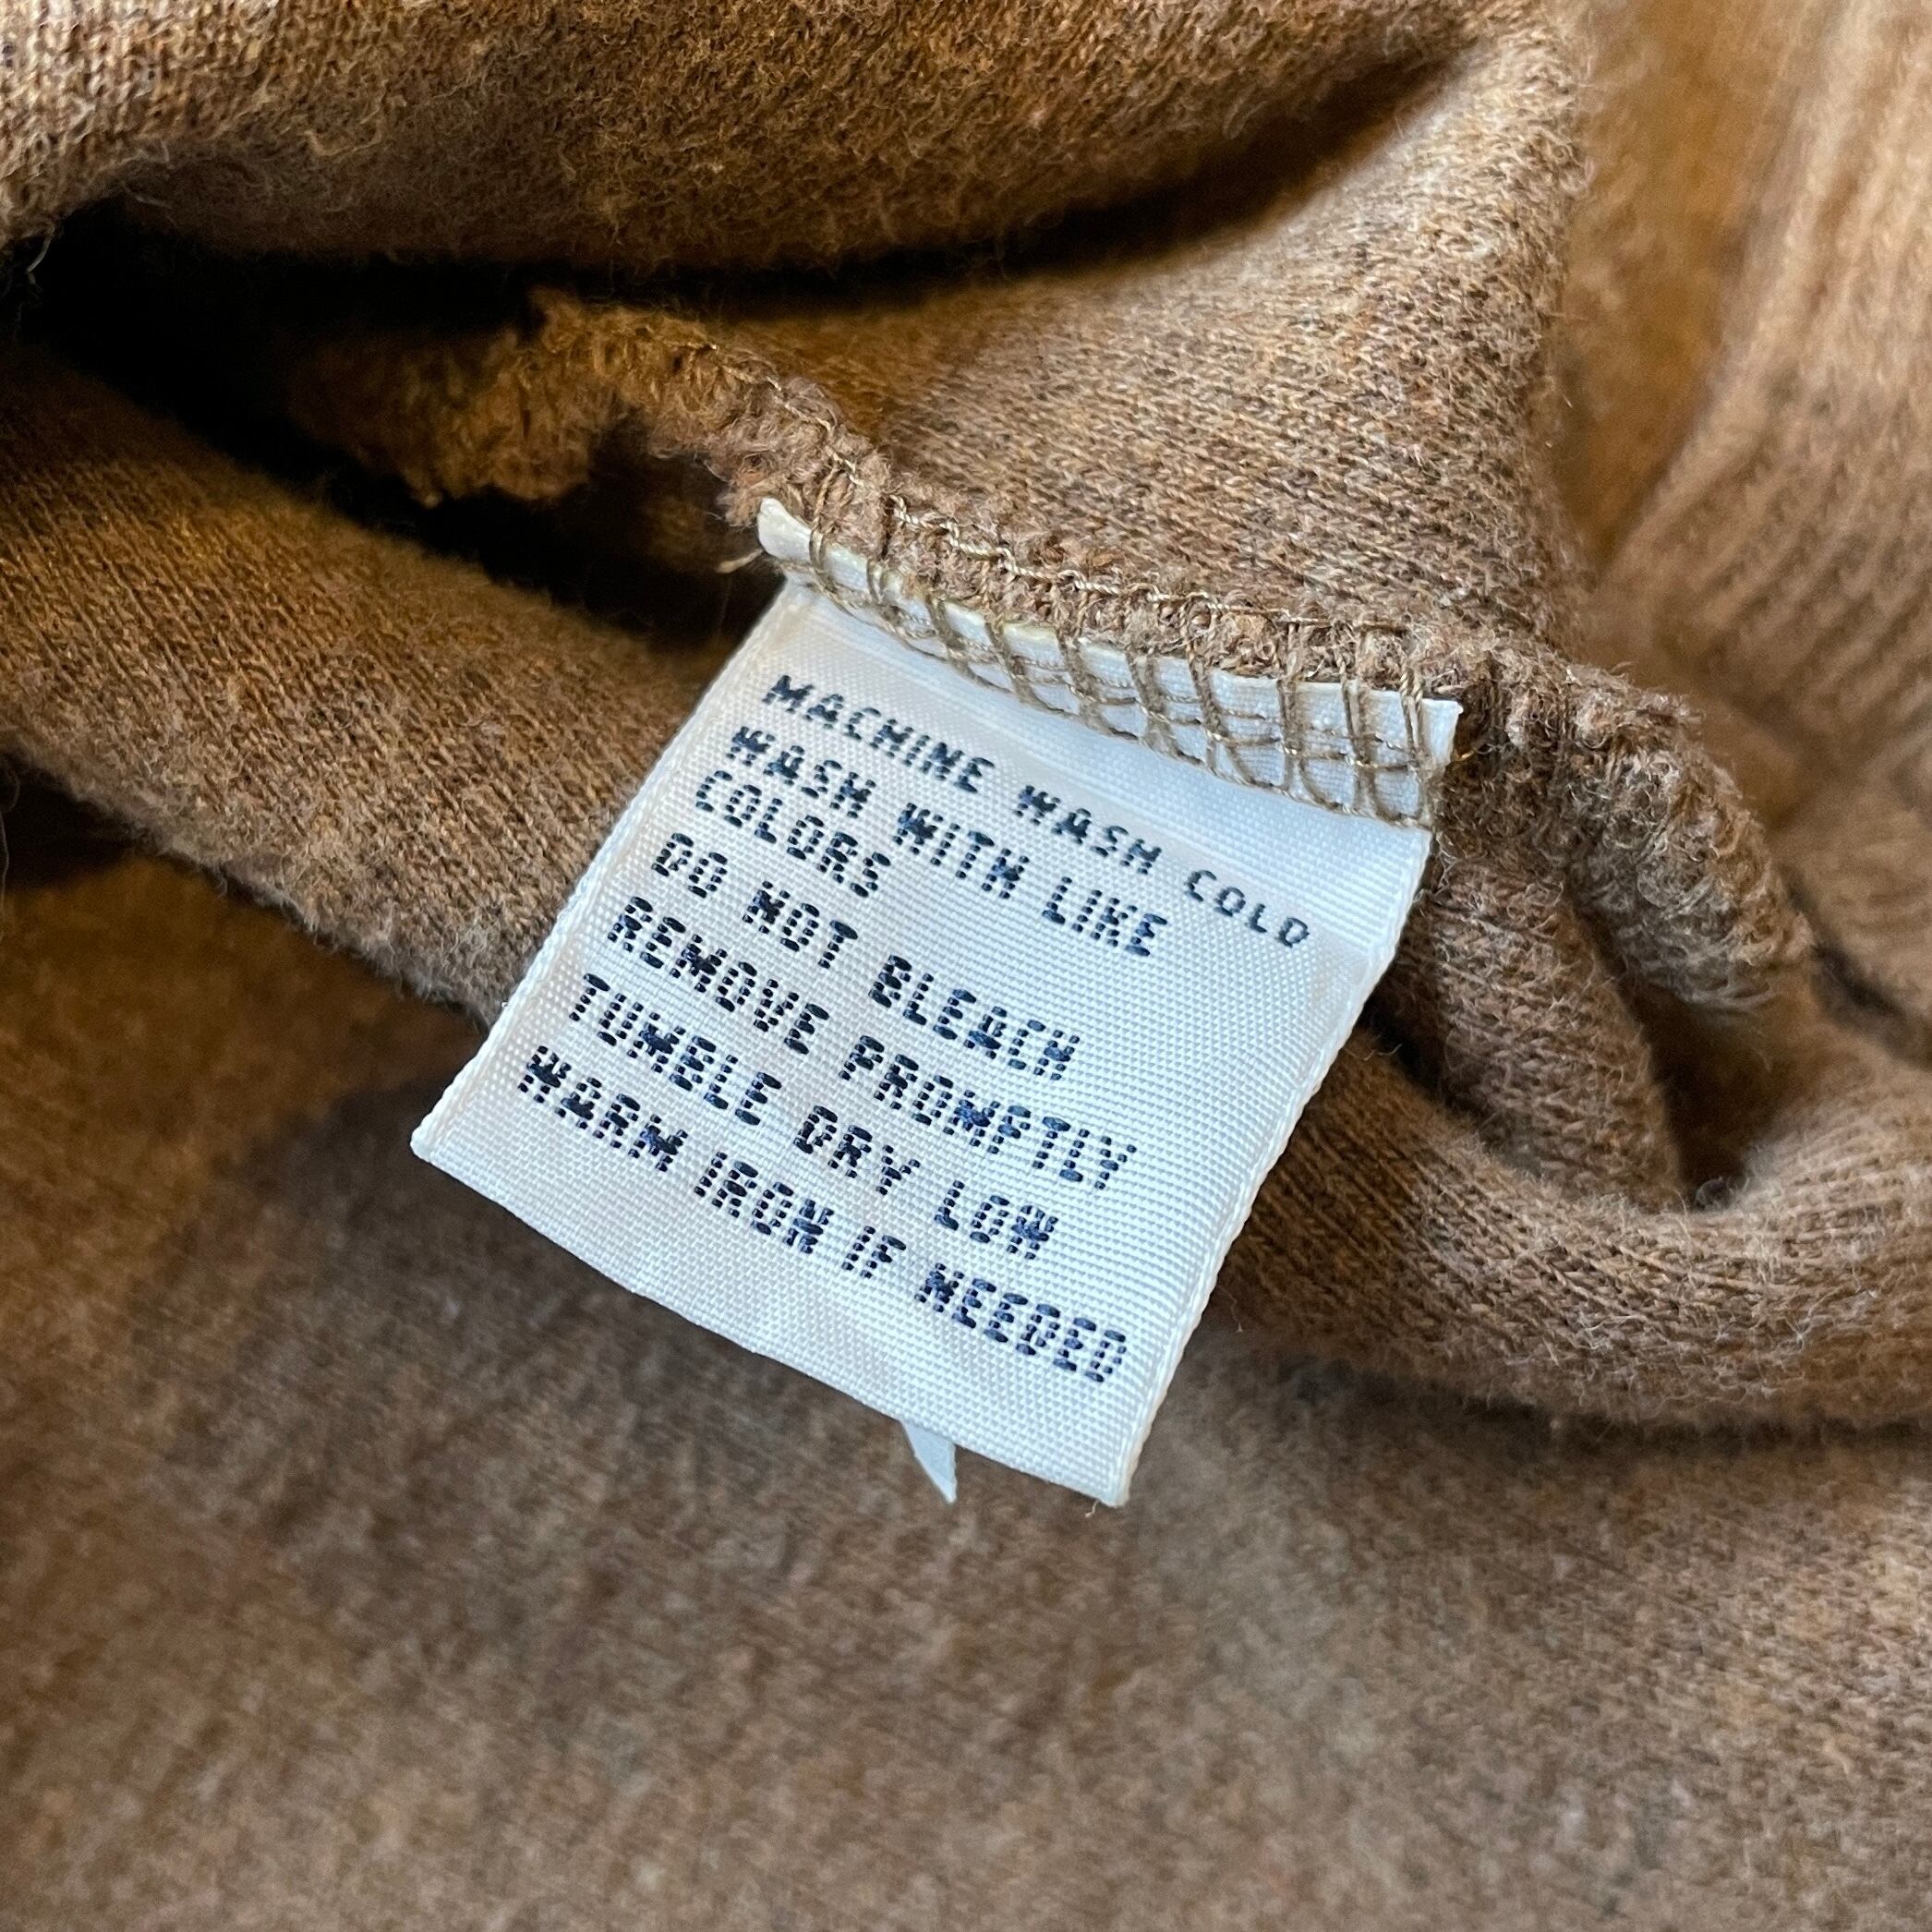 MACHINE WASH COLD
WASH WITH LIKE
COLORS
DO NOT BLEACH
REMOVE PROMPTLY
TUMBLE DRY LOW
WARM IRON IF NEEDED